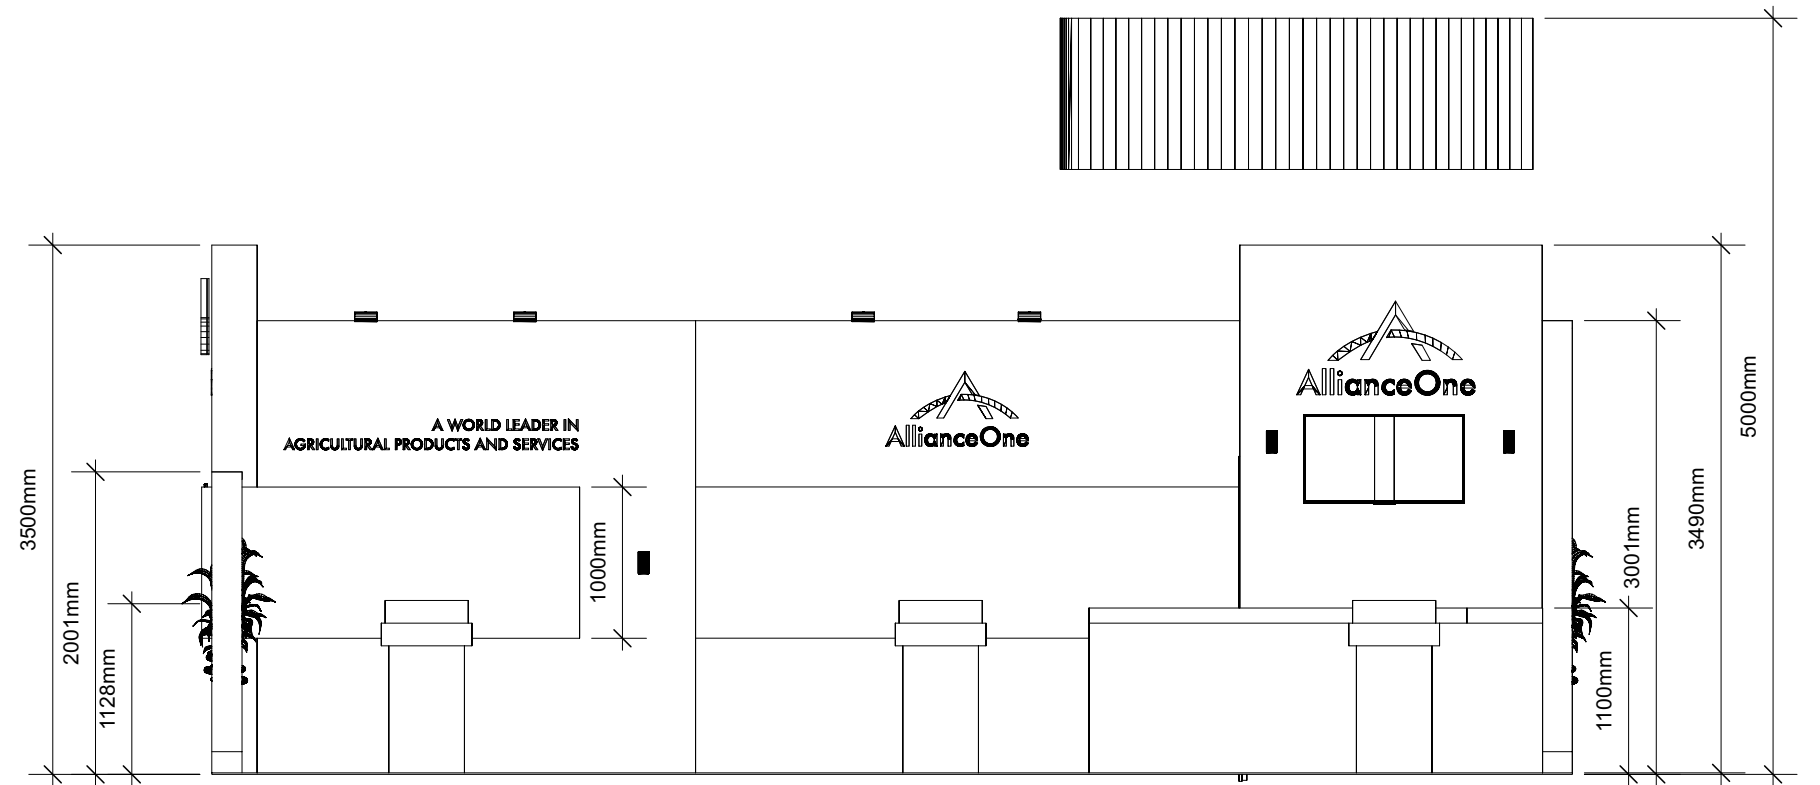 5000mm
AllianceOne
AllianceOne
A WORLD LEADER IN
AGRICULTURAL PRODUCTS AND SERVICES
3500mm
3490mm
1000mm
3001mm
2001mm
1128mm
1100mm